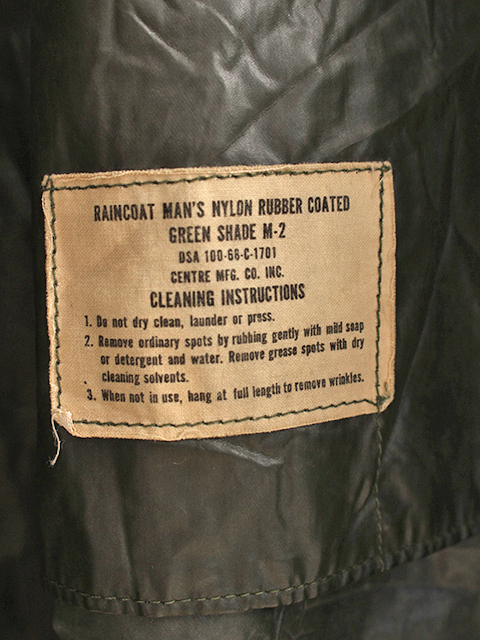 RAINCOAT MAN'S NYLON RUBBER COATED
GREEN SHADE M-2
DSA 100-66-C-1701
CENTRE MFG. CO. INC.
CLEANING INSTRUCTIONS
1. Do not dry clean, launder or press.
2. Remove ordinary spots by rubbing gently with mild soap
or detergent and water. Remove grease spots with dry
cleaning solvents.
3. When not in use, hang at full length to remove wrinkles.